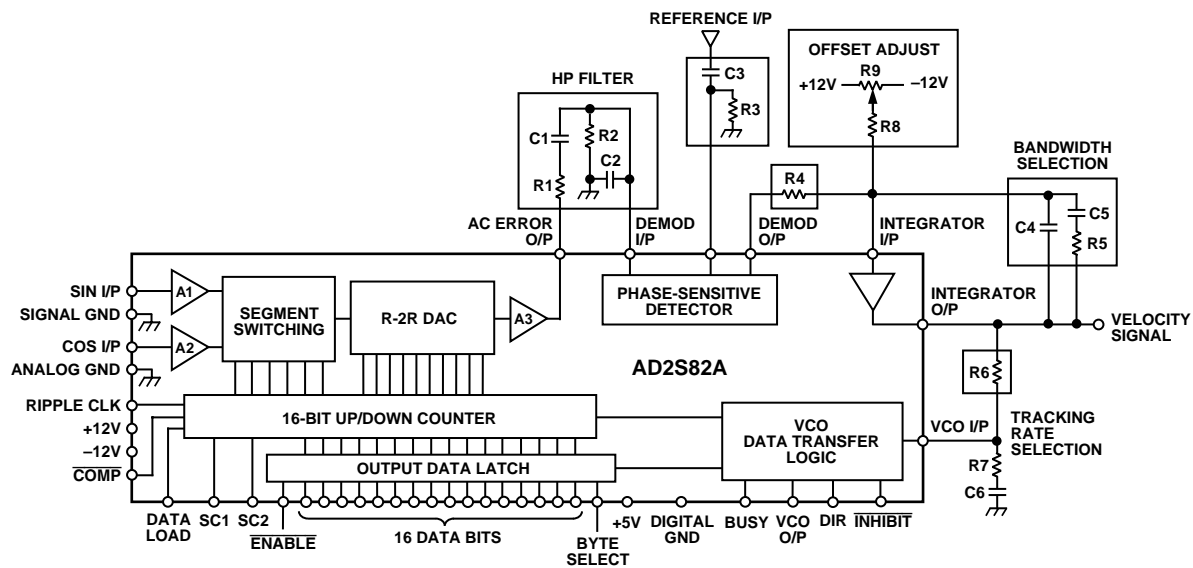 REFERENCE I/P
OFFSET ADJUST
R9
+12V
–12V
R8
C3
R3
HP FILTER
C1
R2
C2
R1
BANDWIDTH
SELECTION
R4
C4
C5
R5
AC ERROR
O/P
DEMOD
I/P
DEMOD
O/P
INTEGRATOR
I/P
SIN I/P
SIGNAL GND
COS I/P
ANALOG GND
RIPPLE CLK
+12V
–12V
COMP
A1
A2
SEGMENT
SWITCHING
R-2R DAC
A3
PHASE-SENSITIVE
DETECTOR
INTEGRATOR
O/P
VELOCITY
SIGNAL
AD2S82A
R6
16-BIT UP/DOWN COUNTER
VCO
DATA TRANSFER
LOGIC
VCO I/P
TRACKING
RATE
SELECTION
OUTPUT DATA LATCH
R7
C6
DATA
LOAD
SC1
SC2
ENABLE
16 DATA BITS
BYTE
SELECT
+5V
DIGITAL
GND
BUSY
VCO
O/P
DIR
INHIBIT